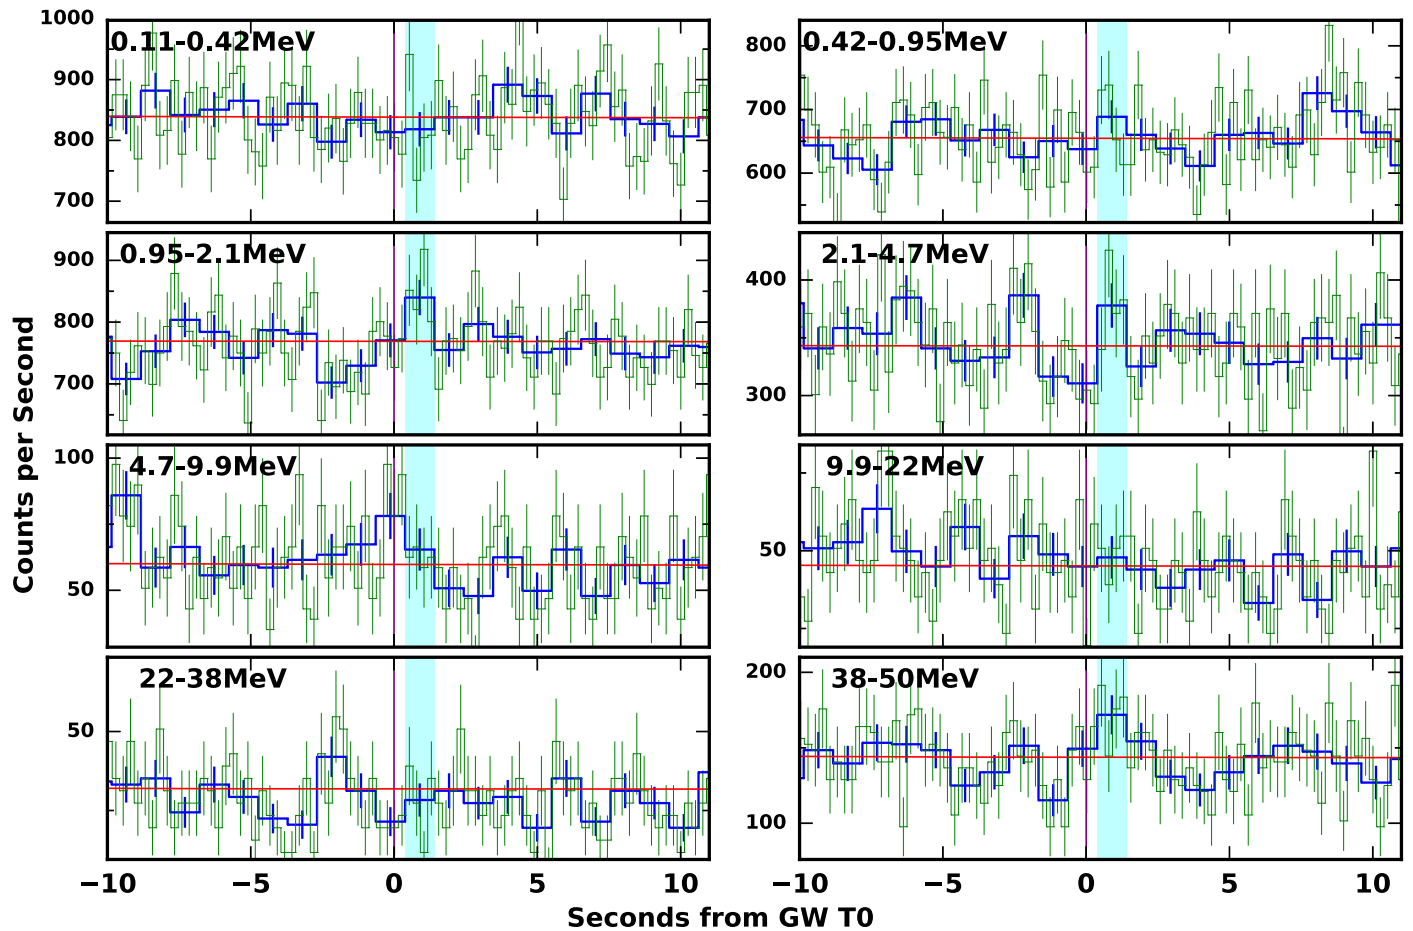 1000
900
800
700
0.11-0.42MeV
800
700
600
0.42-0.95MeV
900
800
700
0.95-2.1MeV
400
300
2.1-4.7MeV
100
50
4.7-9.9MeV
50
9.9-22MeV
50
22-38MeV
200
100
38-50MeV
Counts per Second
−10 −5 0 5 10
−10 −5 0 5 10
Seconds from GW T0